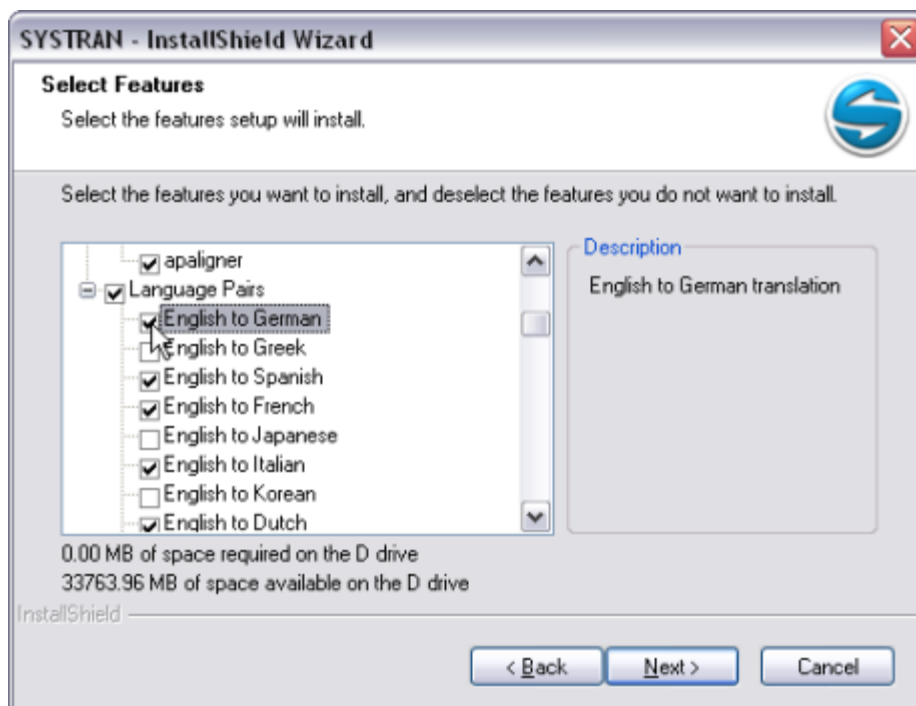 SYSTRAN - InstallShield Wizard
Select Features
Select the features setup will install.
Select the features you want to install, and deselect the features you do not want to install.
apaligner
Language Pairs
English to German
English to Greek
English to Spanish
English to French
English to Japanese
English to Italian
English to Korean
English to Dutch
Description
English to German translation
0.00 MB of space required on the D drive
33763.96 MB of space available on the D drive
InstallShield
< Back
Next >
Cancel